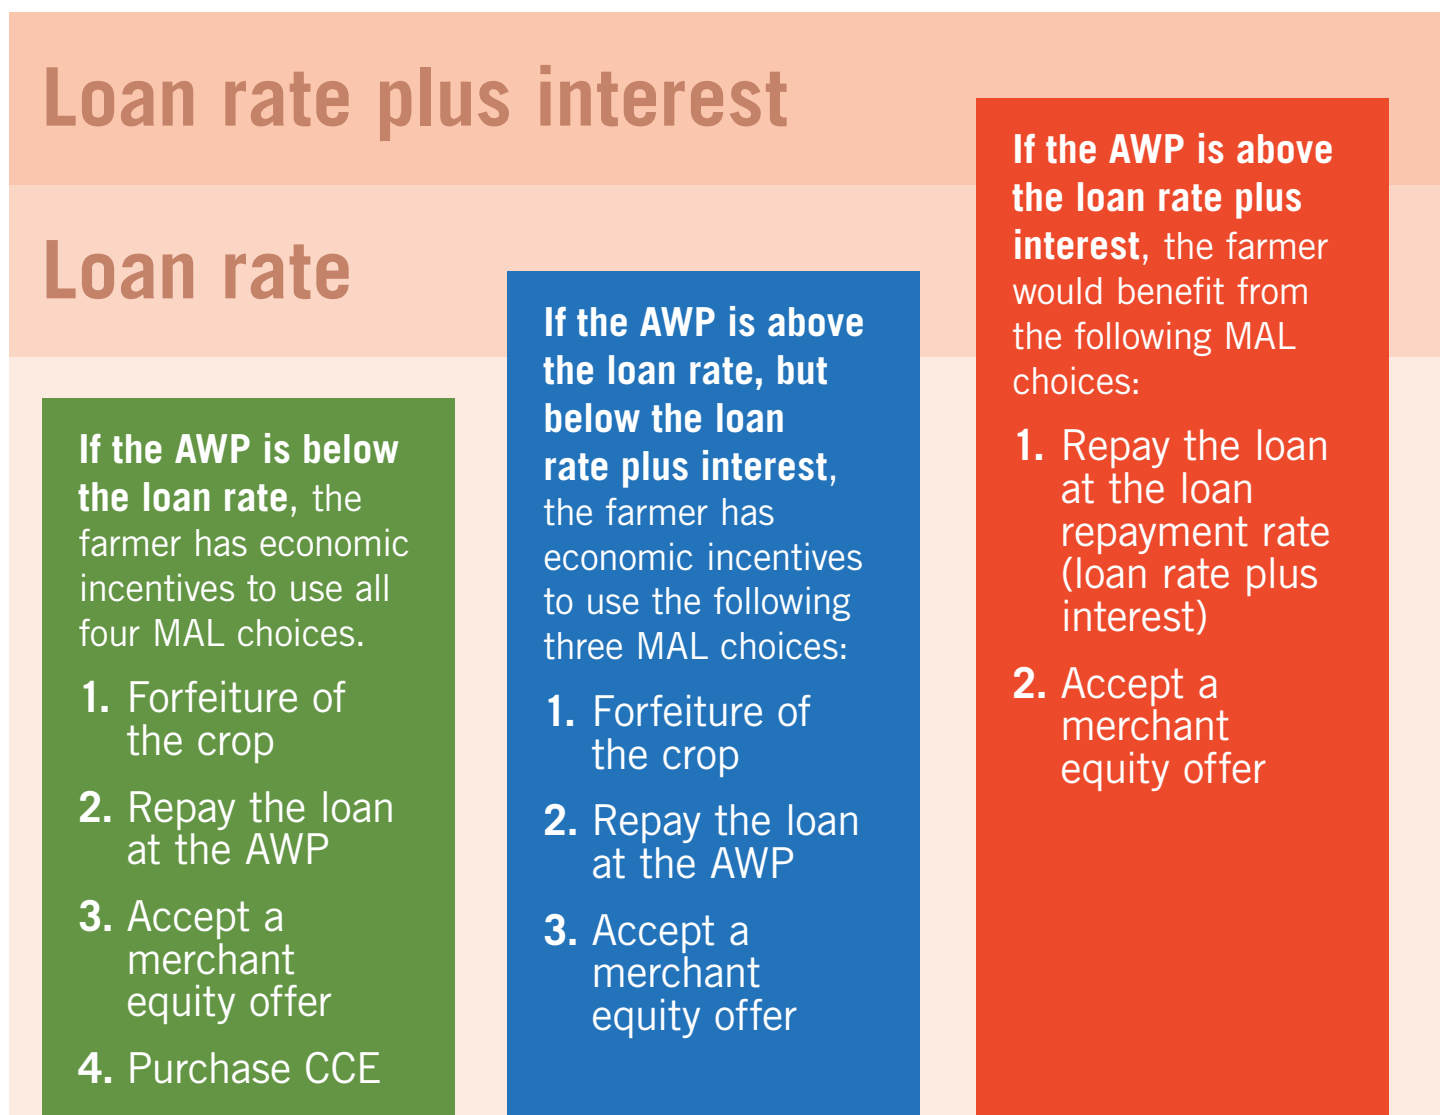 Loan rate plus interest
Loan rate
If the AWP is below
the loan rate, the
farmer has economic
incentives to use all
four MAL choices.
1. Forfeiture of
the crop
2. Repay the loan
at the AWP
3. Accept a
merchant
equity offer
4. Purchase CCE
If the AWP is above
the loan rate, but
below the loan
rate plus interest,
the farmer has
economic incentives
to use the following
three MAL choices:
1. Forfeiture of
the crop
2. Repay the loan
at the AWP
3. Accept a
merchant
equity offer
If the AWP is above
the loan rate plus
interest, the farmer
would benefit from
the following MAL
choices:
1. Repay the loan
at the loan
repayment rate
(loan rate plus
interest)
2. Accept a
merchant
equity offer